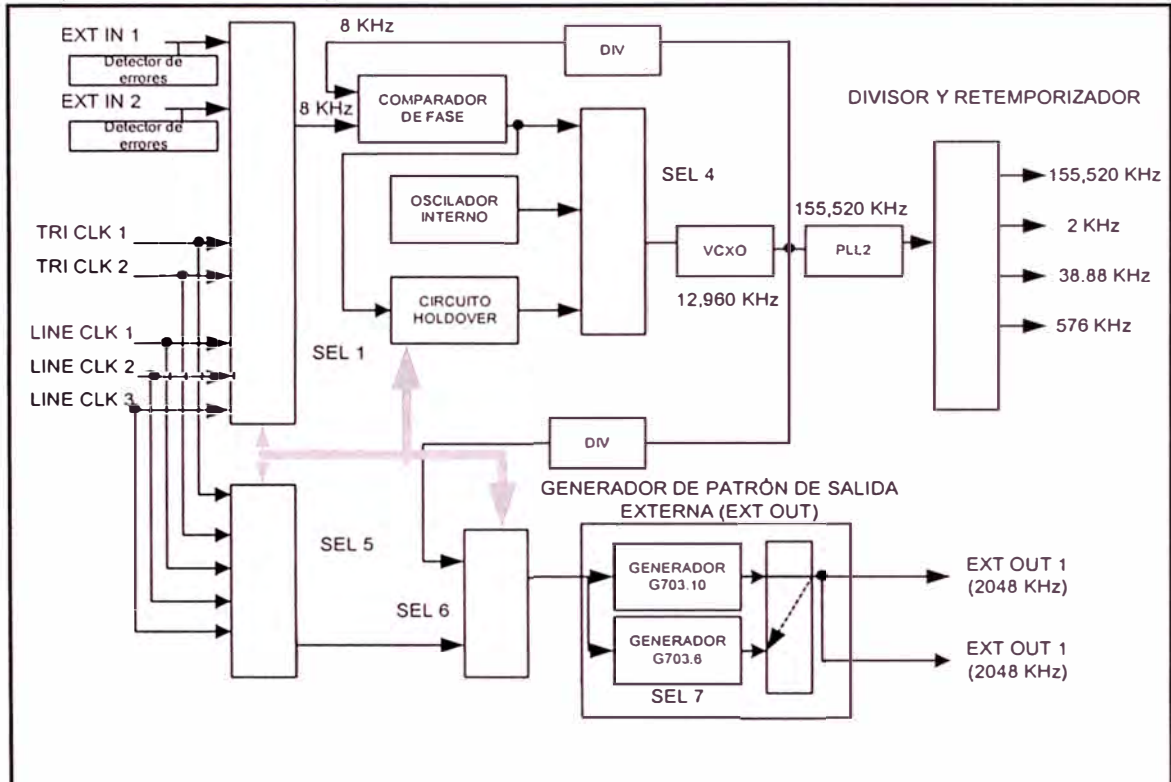 EXT IN 1
Detector de
errores
EXT IN 2
Detector de
errores
TRI CLK 1
TRI CLK 2
LINE CLK 1
LINE CLK 2
LINE CLK 3
8 KHz
8 KHz
DIV
COMPARADOR
DE FASE
OSCILADOR
INTERNO
CIRCUITO
HOLDOVER
SEL 1
SEL 4
VCXO
12,960 KHz
155,520 KHz
PLL2
DIVISOR Y RETEMPORIZADOR
155,520 KHz
2 KHz
38.88 KHz
576 KHz
DIV
SEL 5
SEL 6
GENERADOR DE PATRÓN DE SALIDA
EXTERNA (EXT OUT)
GENERADOR
G703.10
GENERADOR
G703.6
SEL 7
EXT OUT 1
(2048 KHz)
EXT OUT 1
(2048 KHz)